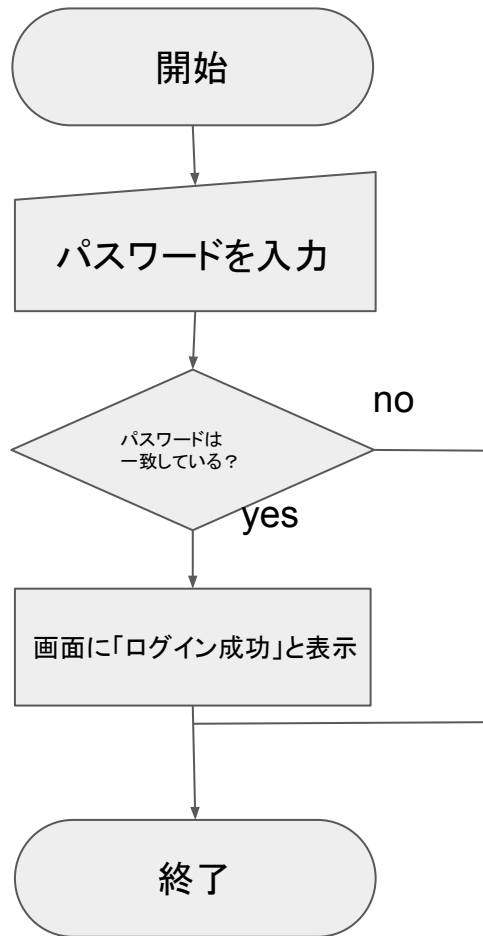 開始
パスワードを入力
no
パスワードは
一致している？
yes
画面に「ログイン成功」と表示
終了